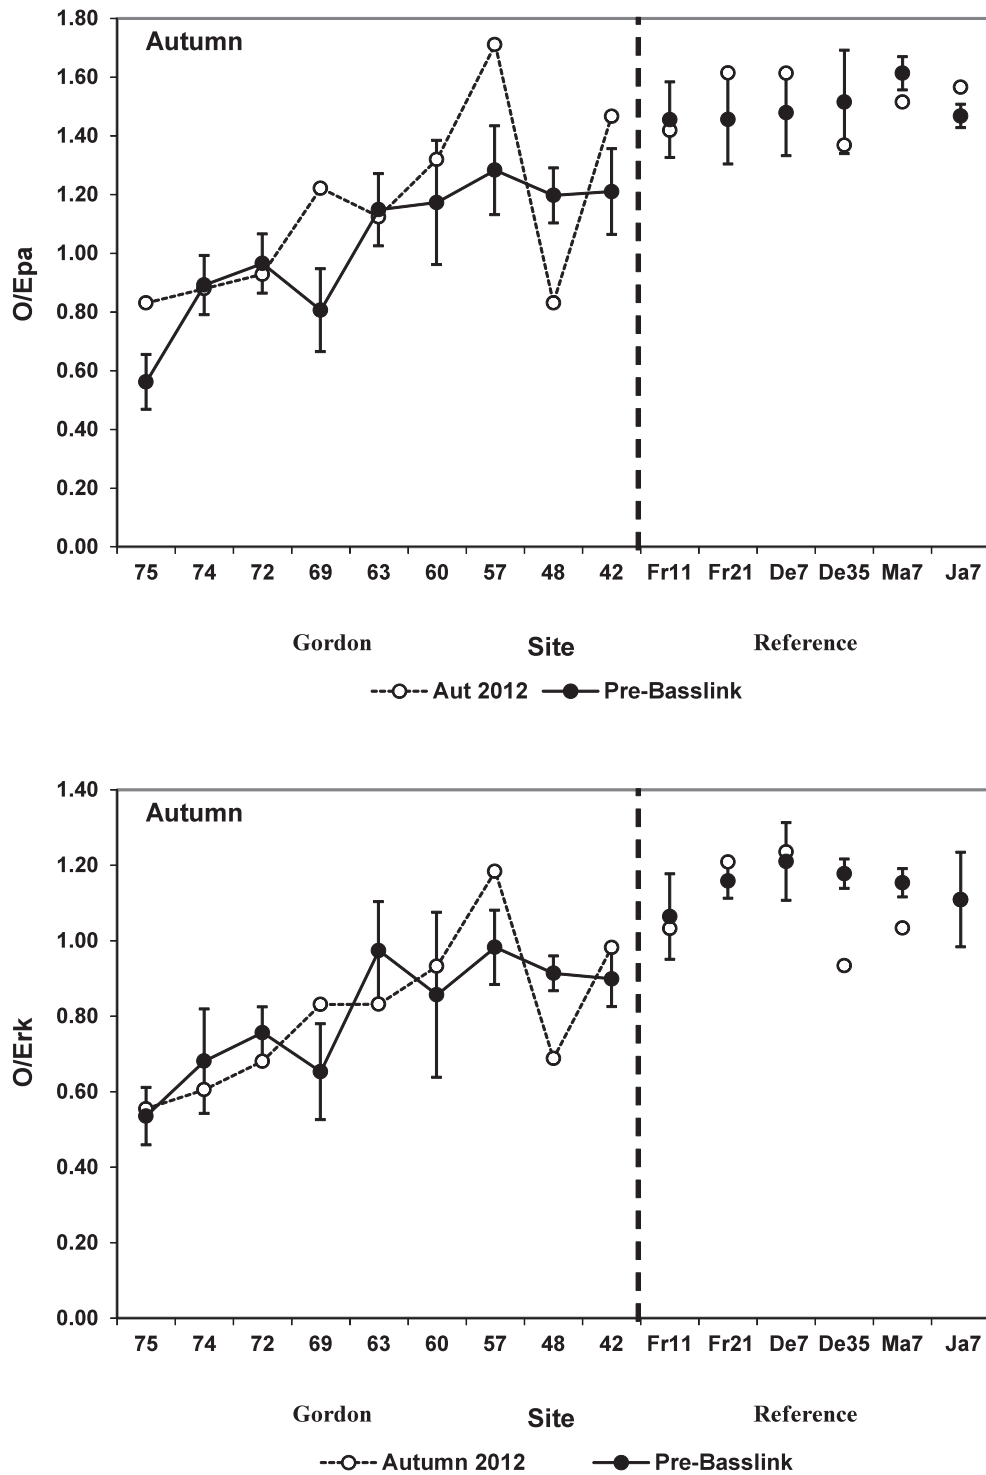 1.80
Autumn
1.60
1.40
1.20
1.00
0.80
0.60
0.40
0.20
0.00
O/Epa
75 74 72 69 63 60 57 48 42 Fr11 Fr21 De7 De35 Ma7 Ja7
Gordon Site Reference
Aut 2012 Pre-Basslink
1.40
Autumn
1.20
1.00
0.80
0.60
0.40
0.20
0.00
O/Erk
75 74 72 69 63 60 57 48 42 Fr11 Fr21 De7 De35 Ma7 Ja7
Gordon Site Reference
Autumn 2012 Pre-Basslink